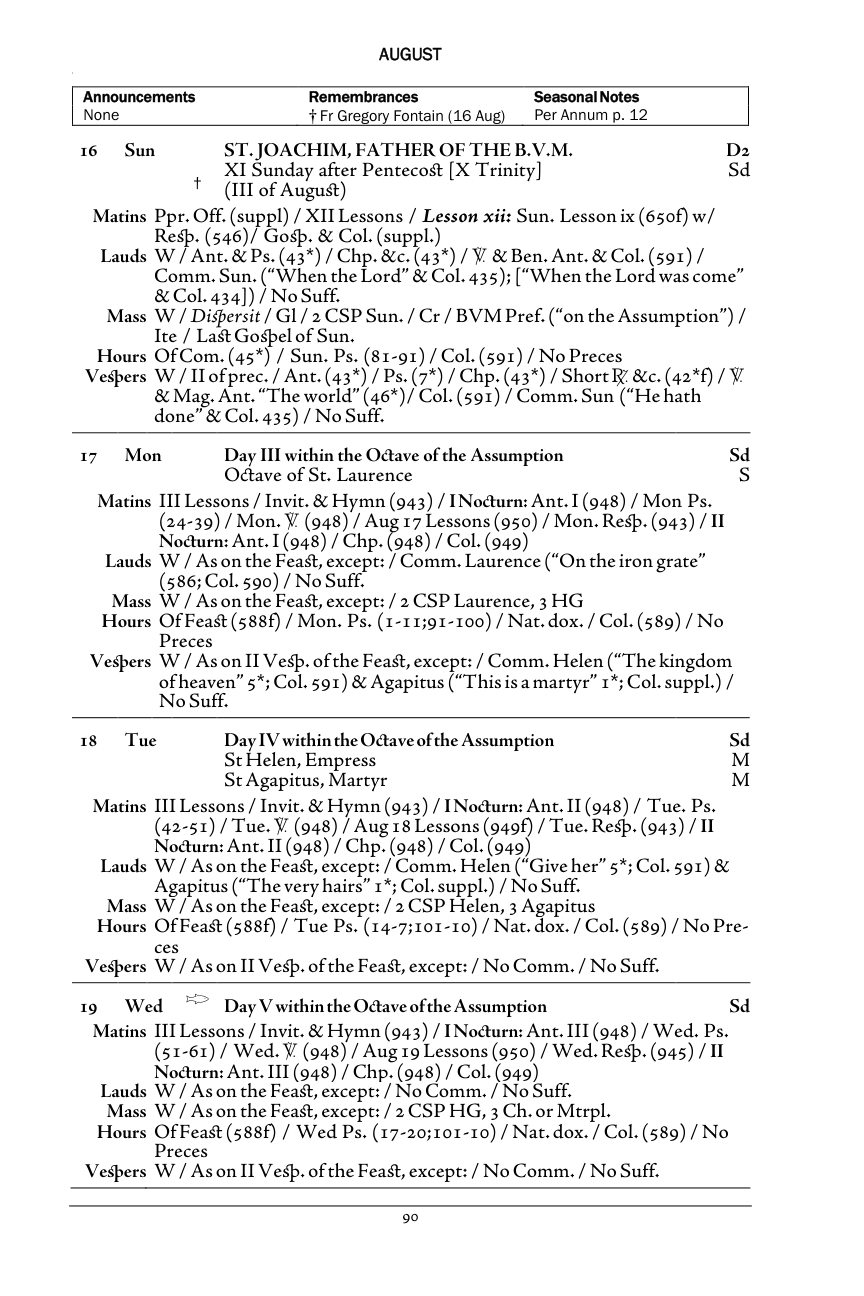 AUGUST
Announcements Remembrances Seasonal Notes
None † Fr Gregory Fontain (16 Aug) Per Annum p. 12
16 Sun ST. JOACHIM, FATHER OF THE B.V.M. D2
XI Sunday after Pentecost [X Trinity] Sd
† (III of August)
Matins Ppr. Off. (suppl) / XII Lessons / Lesson xii: Sun. Lesson ix (650f) w/
Resp. (546)/ Gosp. & Col. (suppl.)
Lauds W / Ant. & Ps. (43*) / Chp. &c. (43*) / ℣. & Ben. Ant. & Col. (591) /
Comm. Sun. (“When the Lord” & Col. 435); [“When the Lord was come”
& Col. 434]) / No Suff.
Mass W / Dispersit / Gl / 2 CSP Sun. / Cr / BVM Pref. (“on the Assumption”) /
Ite / Last Gospel of Sun.
Hours Of Com. (45*) / Sun. Ps. (81-91) / Col. (591) / No Preces
Vespers W / II of prec. / Ant. (43*) / Ps. (7*) / Chp. (43*) / Short ℟. &c. (42*f) / ℣.
& Mag. Ant. “The world” (46*)/ Col. (591) / Comm. Sun (“He hath
done” & Col. 435) / No Suff.
17 Mon Day III within the Octave of the Assumption Sd
Octave of St. Laurence S
Matins III Lessons / Invit. & Hymn (943) / I Nocturn: Ant. I (948) / Mon Ps.
(24-39) / Mon. ℣. (948) / Aug 17 Lessons (950) / Mon. Resp. (943) / II
Nocturn: Ant. I (948) / Chp. (948) / Col. (949)
Lauds W / As on the Feast, except: / Comm. Laurence (“On the iron grate”
(586; Col. 590) / No Suff.
Mass W / As on the Feast, except: / 2 CSP Laurence, 3 HG
Hours Of Feast (588f) / Mon. Ps. (1-11;91-100) / Nat. dox. / Col. (589) / No
Preces
Vespers W / As on II Vesp. of the Feast, except: / Comm. Helen (“The kingdom
of heaven” 5*; Col. 591) & Agapitus (“This is a martyr” 1*; Col. suppl.) /
No Suff.
18 Tue Day IV within the Octave of the Assumption Sd
St Helen, Empress M
St Agapitus, Martyr M
Matins III Lessons / Invit. & Hymn (943) / I Nocturn: Ant. II (948) / Tue. Ps.
(42-51) / Tue. ℣. (948) / Aug 18 Lessons (949f) / Tue. Resp. (943) / II
Nocturn: Ant. II (948) / Chp. (948) / Col. (949)
Lauds W / As on the Feast, except: / Comm. Helen (“Give her” 5*; Col. 591) &
Agapitus (“The very hairs” 1*; Col. suppl.) / No Suff.
Mass W / As on the Feast, except: / 2 CSP Helen, 3 Agapitus
Hours Of Feast (588f) / Tue Ps. (14-7;101-10) / Nat. dox. / Col. (589) / No Pre-
ces
Vespers W / As on II Vesp. of the Feast, except: / No Comm. / No Suff.
19 Wed Day V within the Octave of the Assumption Sd
Matins III Lessons / Invit. & Hymn (943) / I Nocturn: Ant. III (948) / Wed. Ps.
(51-61) / Wed. ℣. (948) / Aug 19 Lessons (950) / Wed. Resp. (945) / II
Nocturn: Ant. III (948) / Chp. (948) / Col. (949)
Lauds W / As on the Feast, except: / No Comm. / No Suff.
Mass W / As on the Feast, except: / 2 CSP HG, 3 Ch. or Mtrpl.
Hours Of Feast (588f) / Wed Ps. (17-20;101-10) / Nat. dox. / Col. (589) / No
Preces
Vespers W / As on II Vesp. of the Feast, except: / No Comm. / No Suff.
90